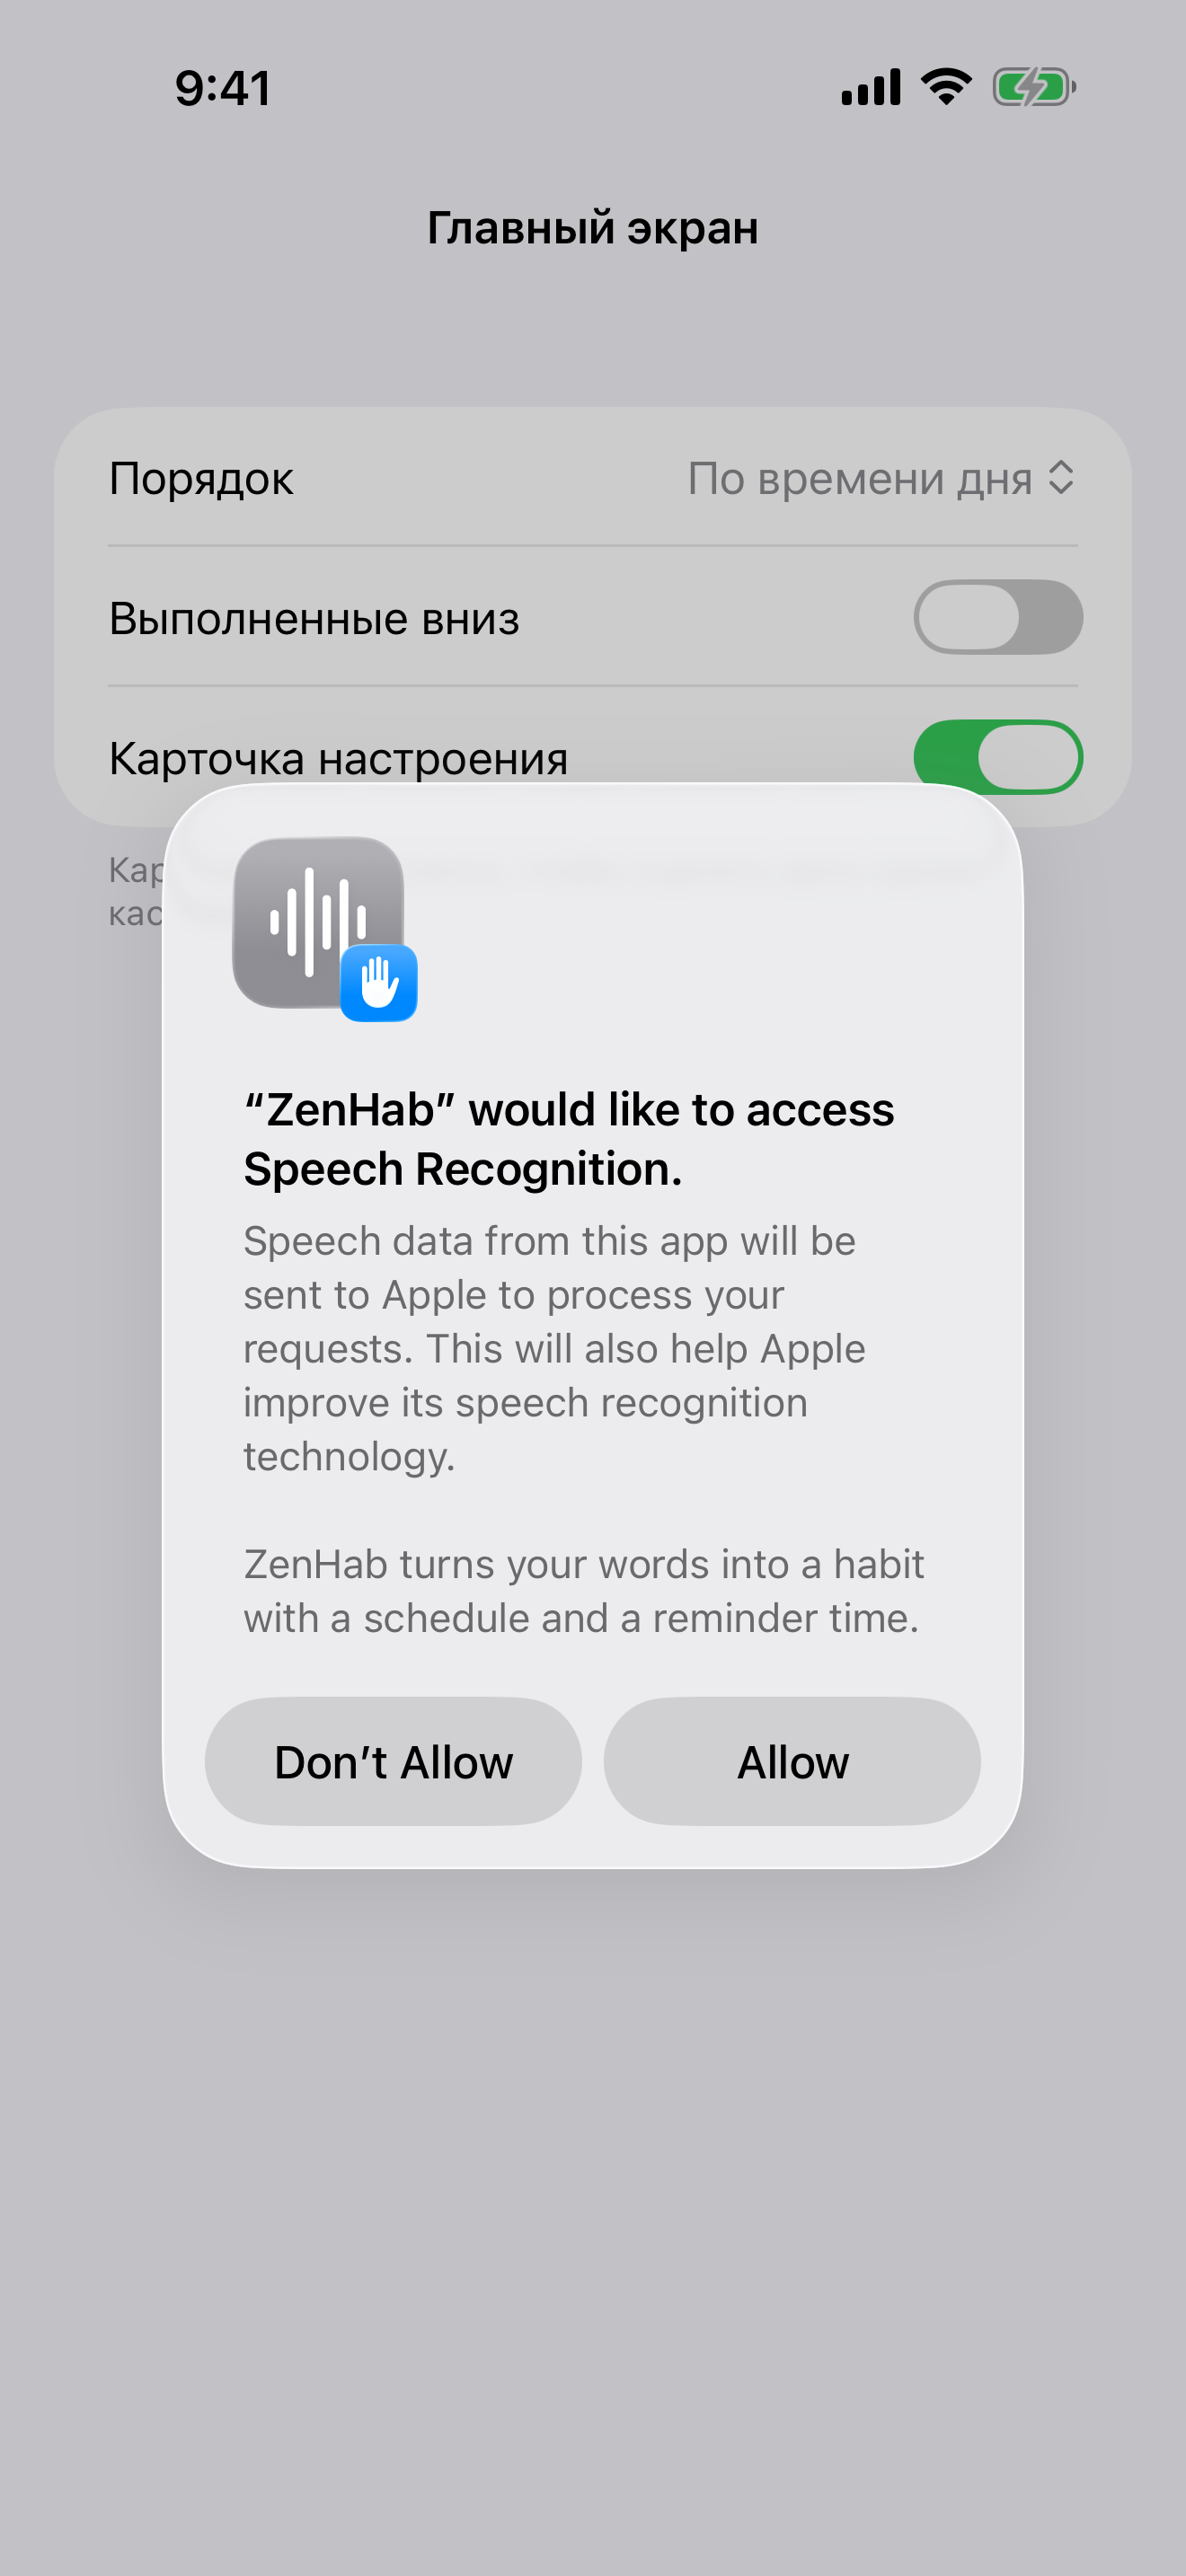 9:41
Главный экран
Порядок
По времени дня
Выполненные вниз
Карточка настроения
“ZenHab” would like to access
Speech Recognition.
Speech data from this app will be
sent to Apple to process your
requests. This will also help Apple
improve its speech recognition
technology.
ZenHab turns your words into a habit
with a schedule and a reminder time.
Don’t Allow
Allow